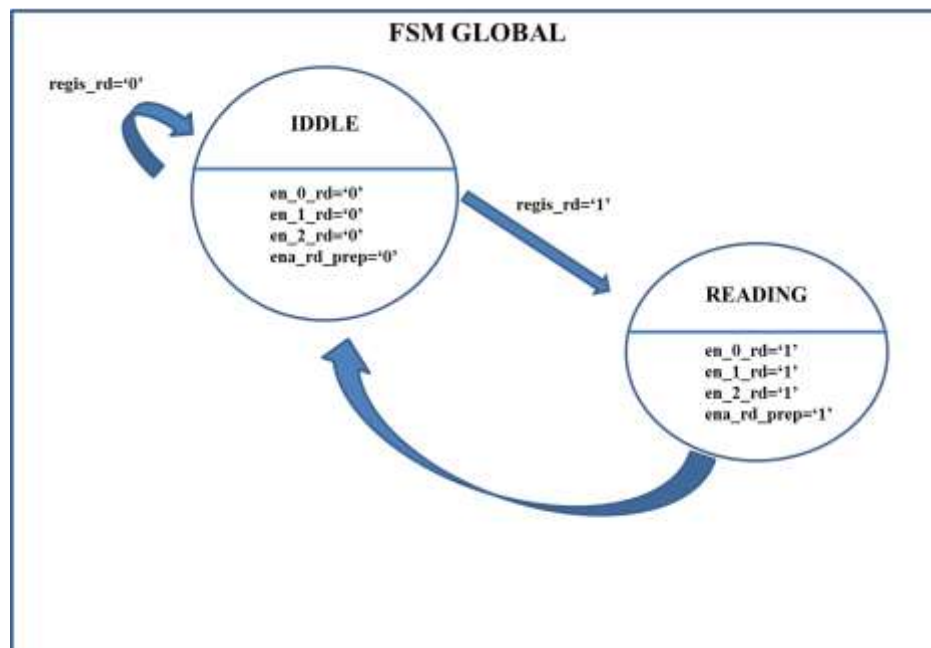 FSM GLOBAL
regis_rd=‘0’
IDDLE
en_0_rd=‘0’
en_1_rd=‘0’
en_2_rd=‘0’
ena_rd_prep=‘0’
regis_rd=‘1’
READING
en_0_rd=‘1’
en_1_rd=‘1’
en_2_rd=‘1’
ena_rd_prep=‘1’